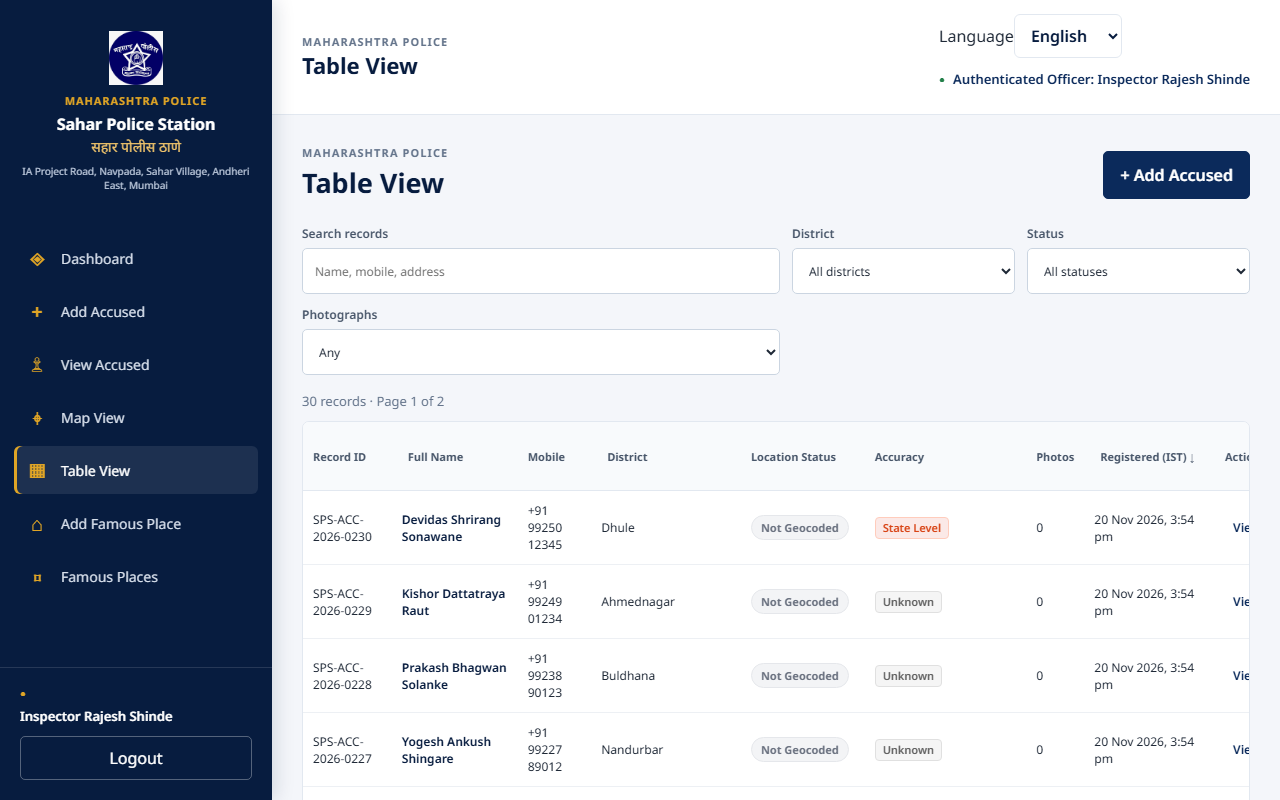 MAHARASHTRA POLICE
Sahar Police Station
सहार पोलीस ठाणे
IA Project Road, Navpada, Sahar Village, Andheri
East, Mumbai
Dashboard
Add Accused
View Accused
Map View
Table View
Add Famous Place
Famous Places
Inspector Rajesh Shinde
Logout
MAHARASHTRA POLICE
Table View
Language English
• Authenticated Officer: Inspector Rajesh Shinde
MAHARASHTRA POLICE
Table View
+ Add Accused
Search records District Status
Name, mobile, address All districts All statuses
Photographs
Any
30 records · Page 1 of 2
Record ID Full Name Mobile District Location Status Accuracy Photos Registered (IST) ↓
SPS-ACC-2026-0230 Devidas Shrirang Sonawane +91 99250 12345 Dhule Not Geocoded State Level 0 20 Nov 2026, 3:54 pm
SPS-ACC-2026-0229 Kishor Dattatraya Raut +91 99249 01234 Ahmednagar Not Geocoded Unknown 0 20 Nov 2026, 3:54 pm
SPS-ACC-2026-0228 Prakash Bhagwan Solanke +91 99238 90123 Buldhana Not Geocoded Unknown 0 20 Nov 2026, 3:54 pm
SPS-ACC-2026-0227 Yogesh Ankush Shingare +91 99227 89012 Nandurbar Not Geocoded Unknown 0 20 Nov 2026, 3:54 pm